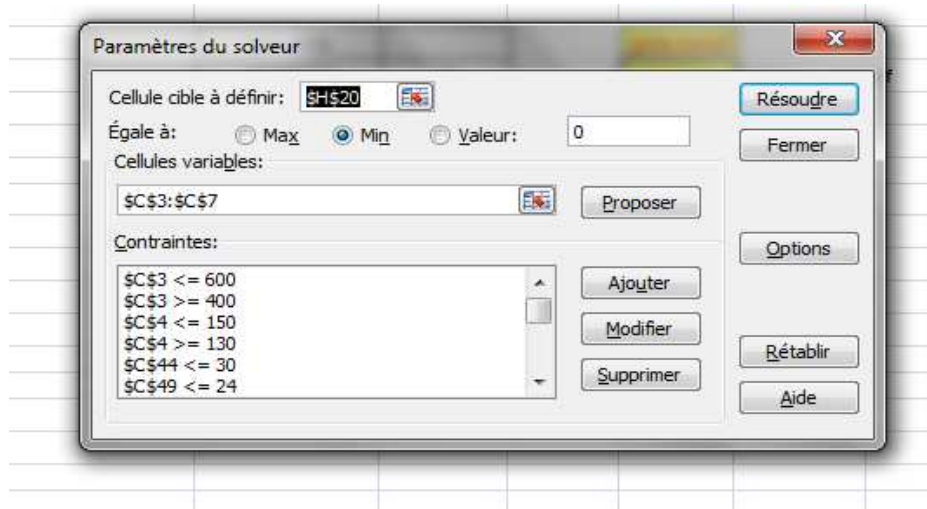 Paramètres du solveur
Cellule cible à définir: $H$20 Résoudre
Égale à: Max Min Valeur: 0 Fermer
Cellules variables:
$C$3:$C$7 Proposer
Contraintes: Options
$C$3 <= 600 Ajouter
$C$3 >= 400
$C$4 <= 150 Modifier
$C$4 >= 130 Rétablir
$C$44 <= 30 Supprimer
$C$49 <= 24 Aide